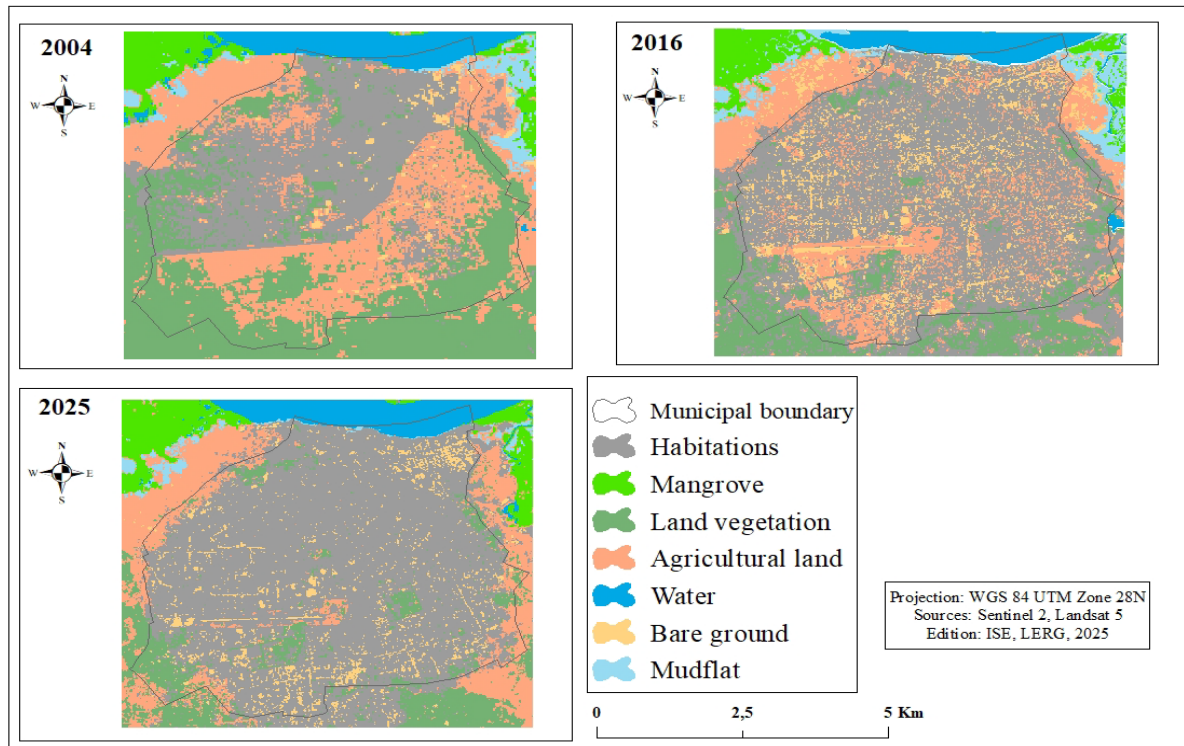 2004
N
W
E
S
2016
N
W
E
S
2025
N
W
E
S
Municipal boundary
Habitations
Mangrove
Land vegetation
Agricultural land
Water
Bare ground
Mudflat
Projection: WGS 84 UTM Zone 28N
Sources: Sentinel 2, Landsat 5
Edition: ISE, LERG, 2025
0 2,5 5 Km